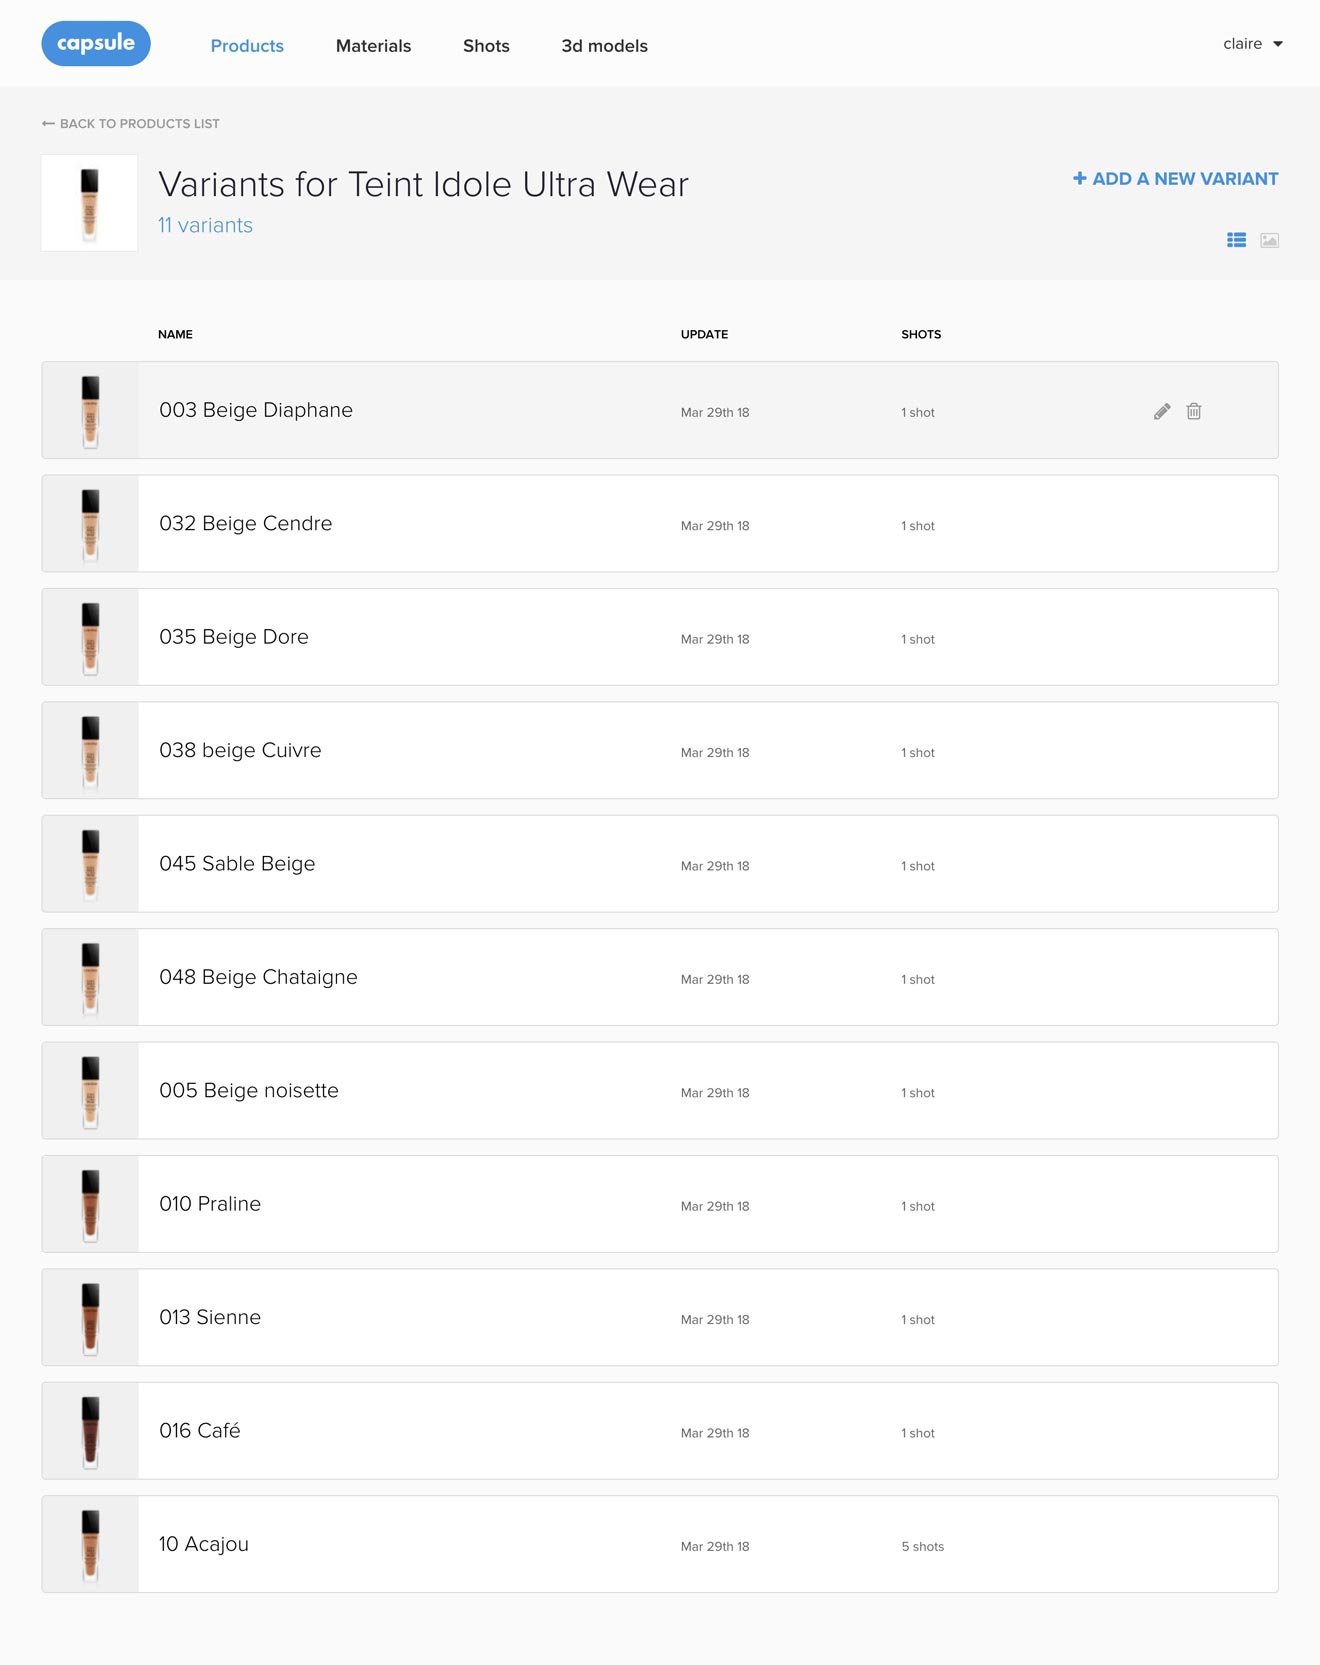 capsule
Products
Materials
Shots
3d models
claire
BACK TO PRODUCTS LIST
Variants for Teint Idole Ultra Wear
11 variants
+ ADD A NEW VARIANT
NAME UPDATE SHOTS
003 Beige Diaphane Mar 29th 18 1 shot
032 Beige Cendre Mar 29th 18 1 shot
035 Beige Dore Mar 29th 18 1 shot
038 beige Cuivre Mar 29th 18 1 shot
045 Sable Beige Mar 29th 18 1 shot
048 Beige Chataigne Mar 29th 18 1 shot
005 Beige noisette Mar 29th 18 1 shot
010 Praline Mar 29th 18 1 shot
013 Sienne Mar 29th 18 1 shot
016 Café Mar 29th 18 1 shot
10 Acajou Mar 29th 18 5 shots